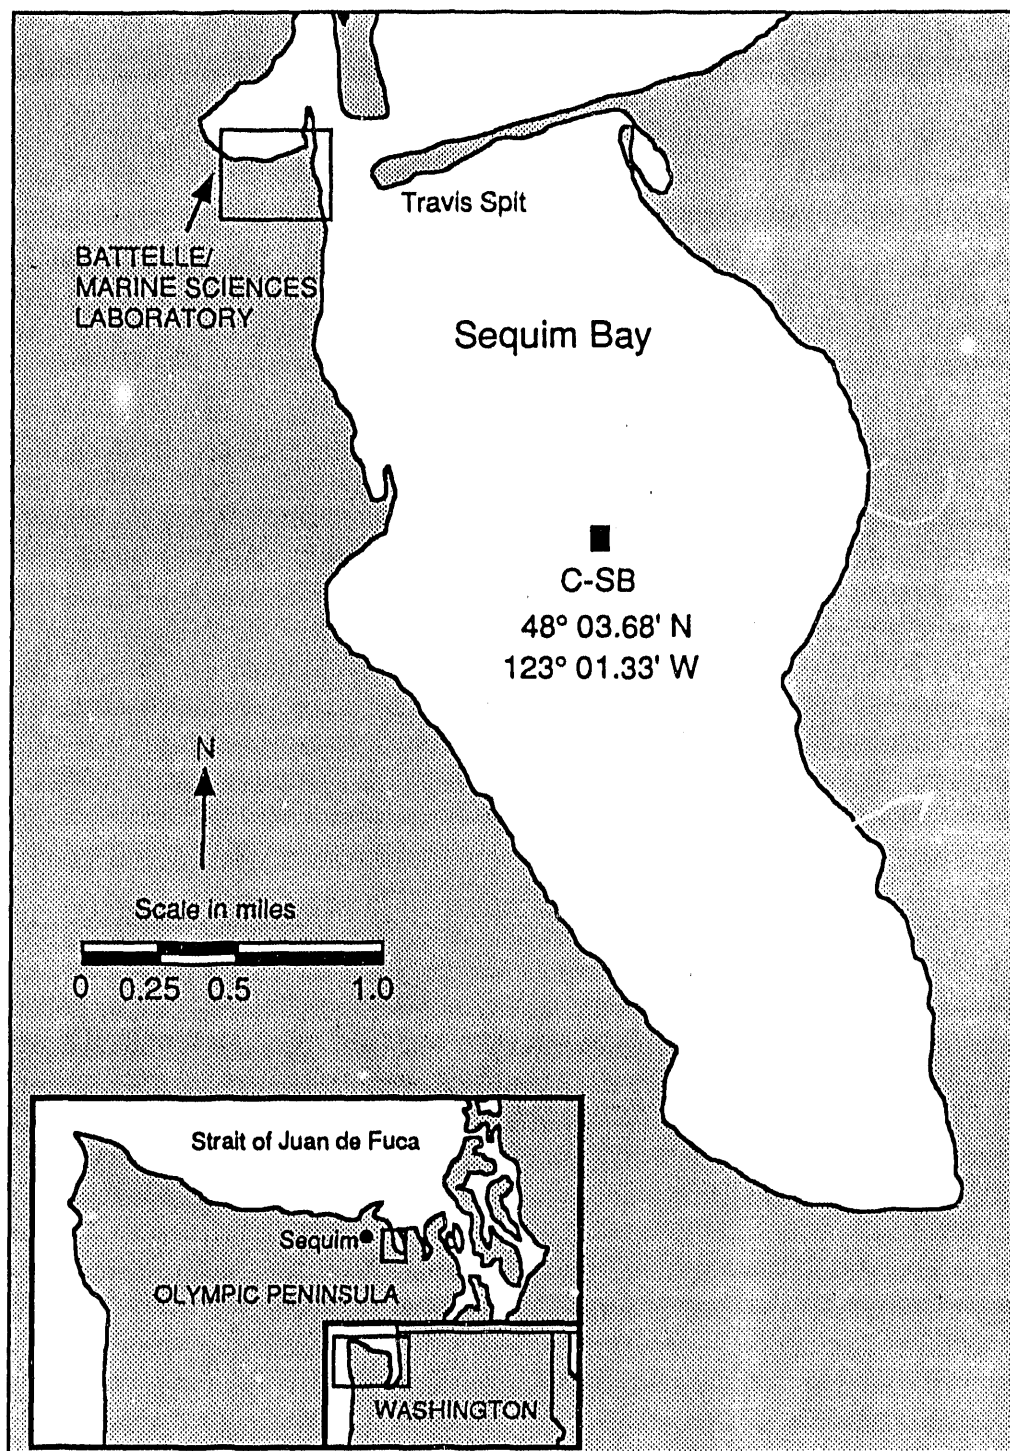 Travis Spit
BATTELLE/
MARINE SCIENCES
LABORATORY
Sequim Bay
C-SB
48° 03.68' N
123° 01.33' W
N
Scale in miles
0 0.25 0.5 1.0
Strait of Juan de Fuca
Sequim
OLYMPIC PENINSULA
WASHINGTON